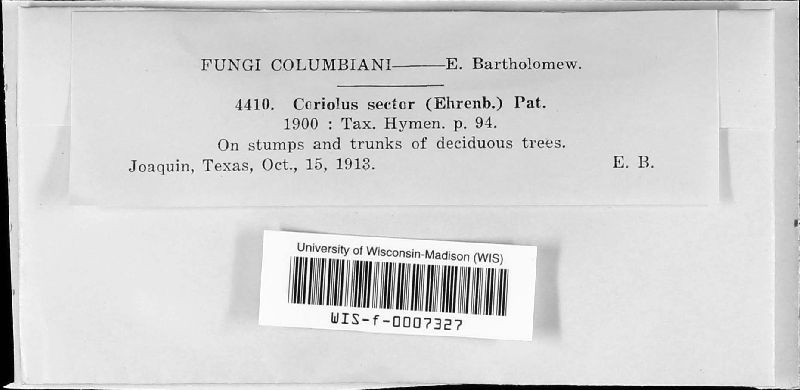 FUNGI COLUMBIANI——E. Bartholomew.
4410. Coriolus sector (Ehrenb.) Pat.
1900 : Tax. Hymen. p. 94.
On stumps and trunks of deciduous trees.
Joaquin, Texas, Oct., 15, 1913. E. B.
University of Wisconsin-Madison (WIS)
WIS-f-0007327